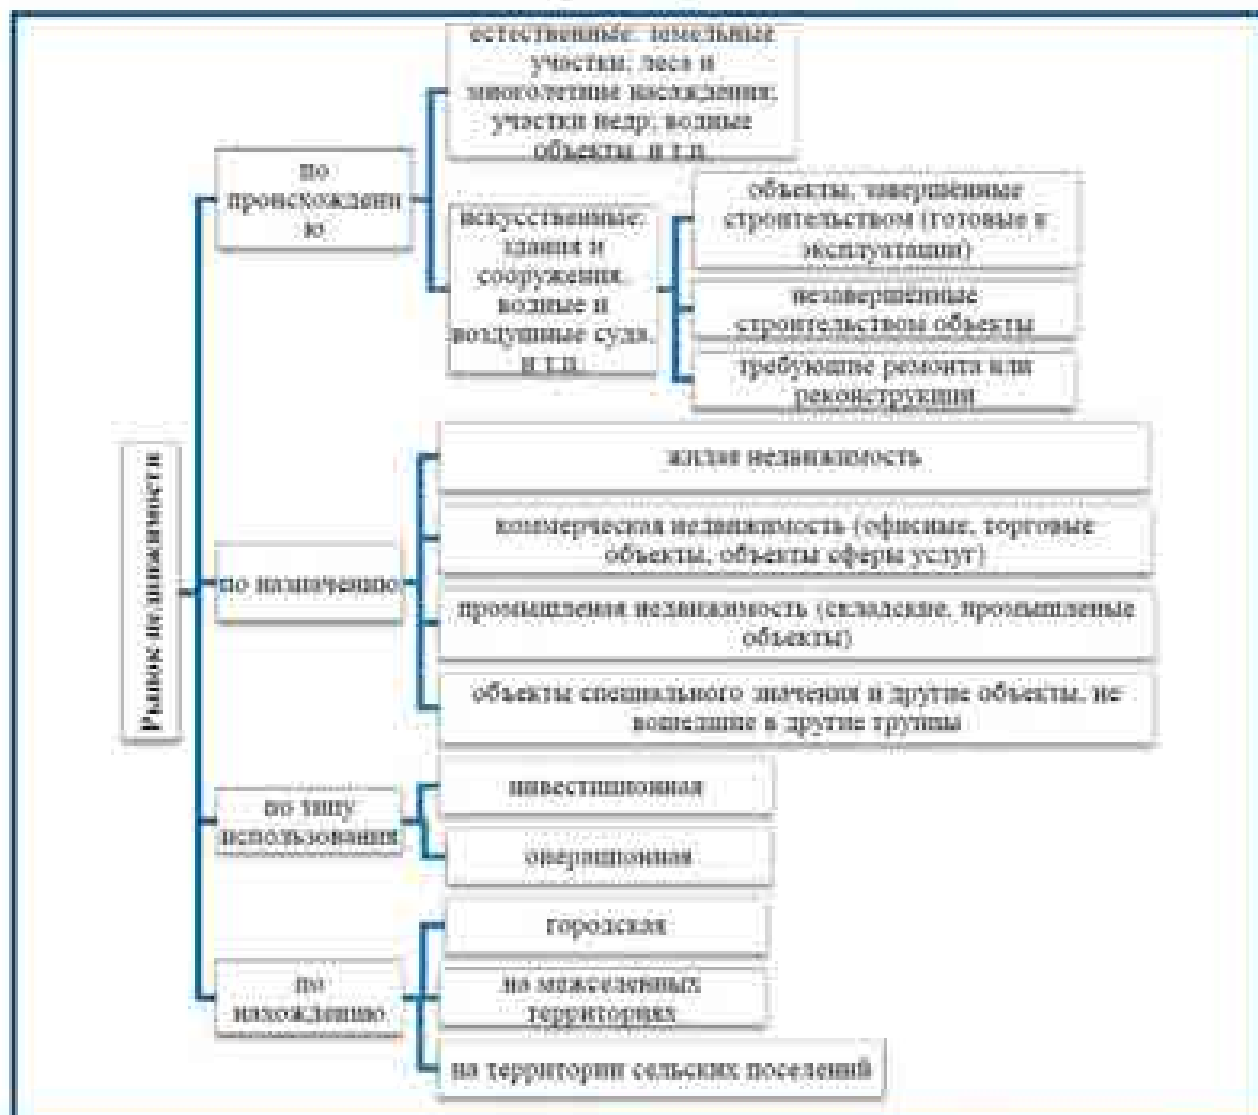 Рынок недвижимости
по
происхождени
ю
естественные: земельные
участки, леса и
многолетние насаждения;
участки недр, водные
объекты и т.п.
искусственные:
здания и
сооружения,
водные и
воздушные суда,
и т.п.
объекты, завершённые
строительством (готовые к
эксплуатации)
незавершённые
строительством объекты
требующие ремонта или
реконструкции
по назначению
жилая недвижимость
коммерческая недвижимость (офисные, торговые
объекты, объекты сферы услуг)
промышленая недвижимость (складские, промышленые
объекты)
объекты специального значения и другие объекты, не
вошедшие в другие группы
по типу
использования
инвестиционная
операционная
по
нахождению
городская
на межселенных
территориях
на территории сельских поселений